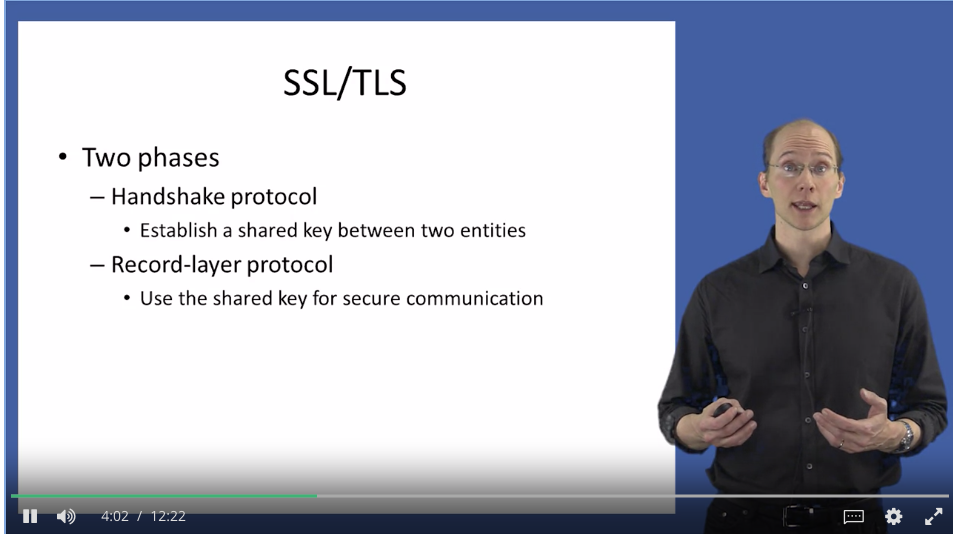 SSL/TLS
• Two phases
– Handshake protocol
• Establish a shared key between two entities
– Record-layer protocol
• Use the shared key for secure communication
4:02 / 12:22